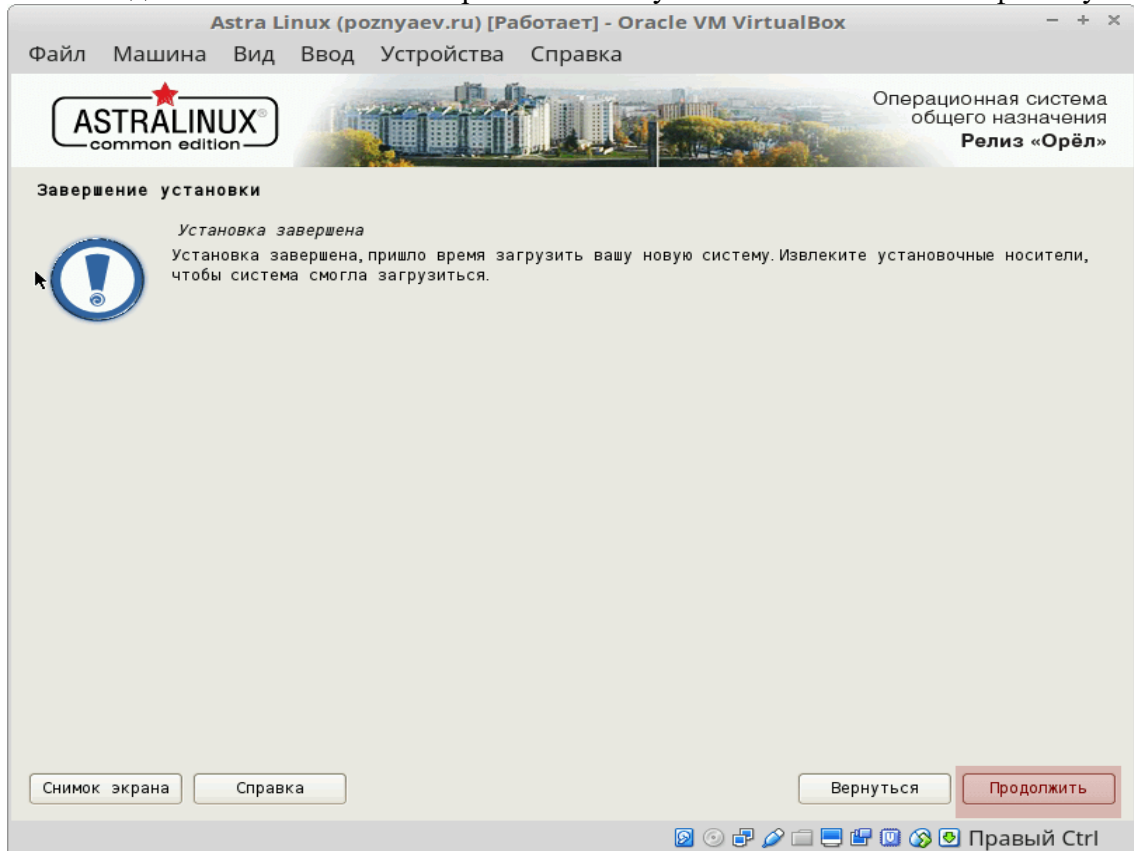 Astra Linux (poznyaev.ru) [Работает] - Oracle VM VirtualBox
Файл Машина Вид Ввод Устройства Справка
ASTRALINUX®
common edition
Операционная система
общего назначения
Релиз «Орёл»
Завершение установки
Установка завершена
Установка завершена, пришло время загрузить вашу новую систему. Извлеките установочные носители,
чтобы система смогла загрузиться.
Снимок экрана Справка Вернуться Продолжить
Правый Ctrl